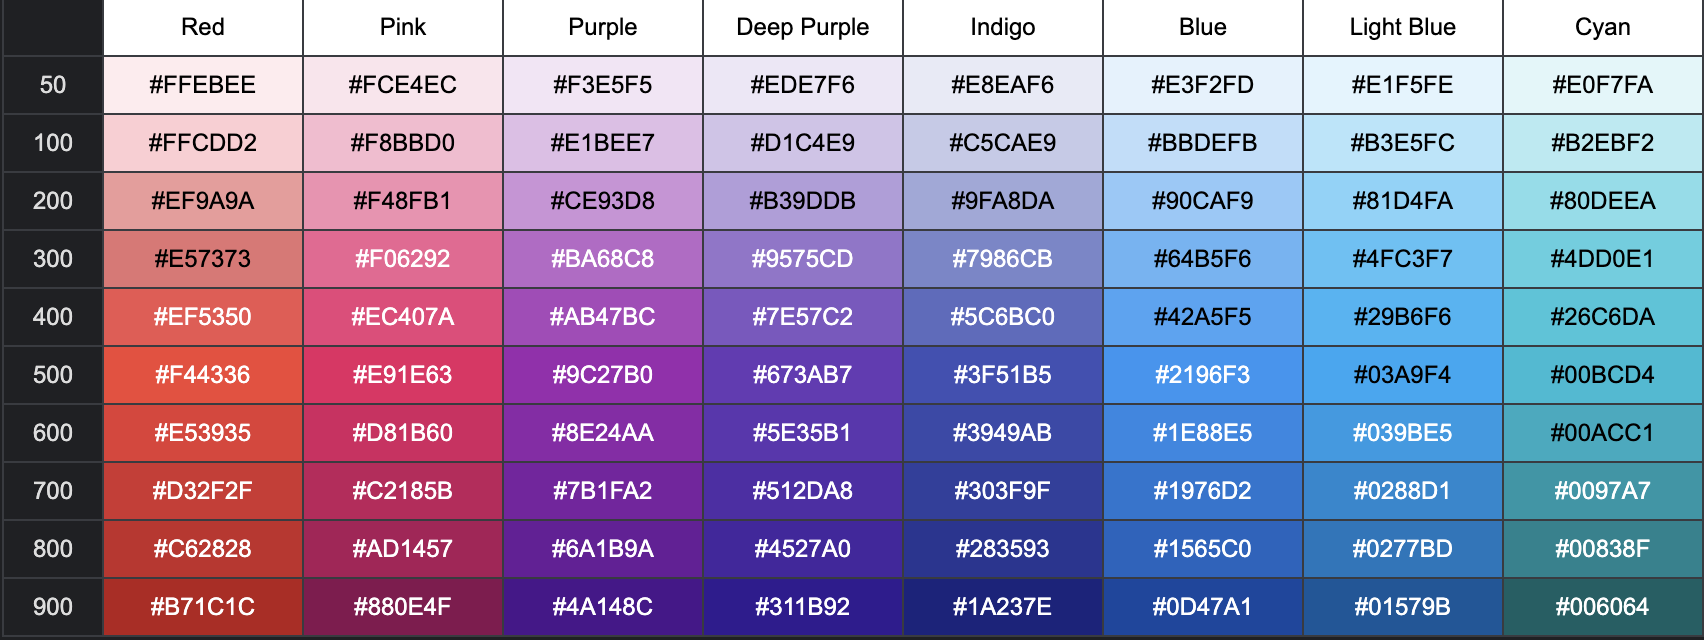 Red Pink Purple Deep Purple Indigo Blue Light Blue Cyan
50 #FFEBEE #FCE4EC #F3E5F5 #EDE7F6 #E8EAF6 #E3F2FD #E1F5FE #E0F7FA
100 #FFCDD2 #F8BBD0 #E1BEE7 #D1C4E9 #C5CAE9 #BBDEFB #B3E5FC #B2EBF2
200 #EF9A9A #F48FB1 #CE93D8 #B39DDB #9FA8DA #90CAF9 #81D4FA #80DEEA
300 #E57373 #F06292 #BA68C8 #9575CD #7986CB #64B5F6 #4FC3F7 #4DD0E1
400 #EF5350 #EC407A #AB47BC #7E57C2 #5C6BC0 #42A5F5 #29B6F6 #26C6DA
500 #F44336 #E91E63 #9C27B0 #673AB7 #3F51B5 #2196F3 #03A9F4 #00BCD4
600 #E53935 #D81B60 #8E24AA #5E35B1 #3949AB #1E88E5 #039BE5 #00ACC1
700 #D32F2F #C2185B #7B1FA2 #512DA8 #303F9F #1976D2 #0288D1 #0097A7
800 #C62828 #AD1457 #6A1B9A #4527A0 #283593 #1565C0 #0277BD #00838F
900 #B71C1C #880E4F #4A148C #311B92 #1A237E #0D47A1 #01579B #006064